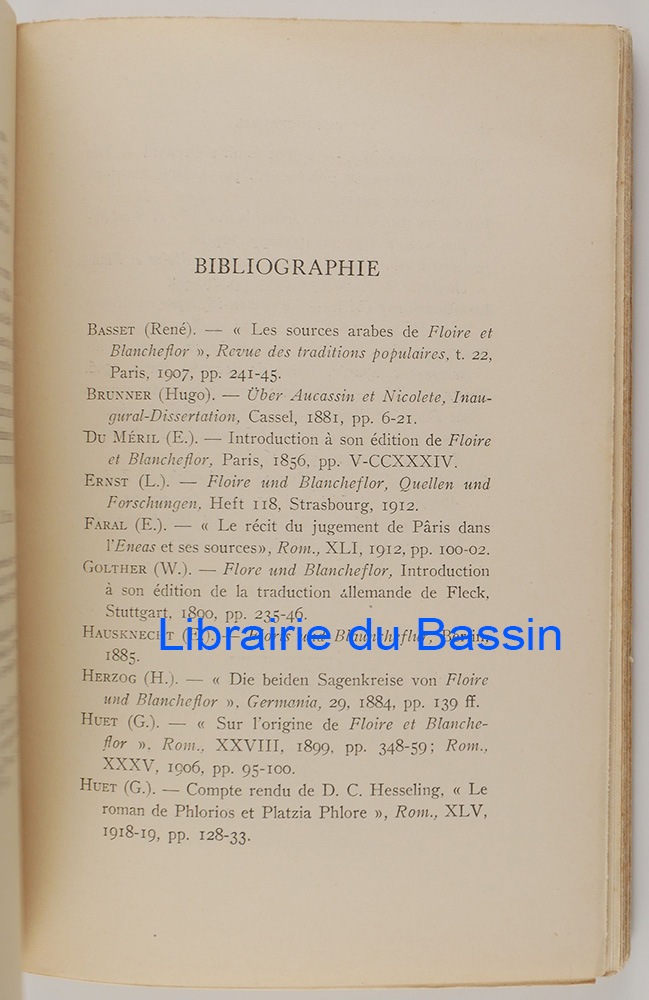 BIBLIOGRAPHIE
BASSET (René). — « Les sources arabes de Floire et
Blancheflor », Revue des traditions populaires, t. 22,
Paris, 1907, pp. 241-45.
BRUNNER (Hugo). — Über Aucassin et Nicolete, Inau-
gural-Dissertation, Cassel, 1881, pp. 6-21.
DU MÉRIL (E.). — Introduction à son édition de Floire
et Blancheflor, Paris, 1856, pp. V-CCXXXIV.
ERNST (L.). — Floire und Blancheflor, Quellen und
Forschungen, Heft 118, Strasbourg, 1912.
FARAL (E.). — « Le récit du jugement de Pâris dans
l'Eneas et ses sources», Rom., XLI, 1912, pp. 100-02.
GOLTHER (W.). — Flore und Blancheflor, Introduction
à son édition de la traduction allemande de Fleck,
Stuttgart, 1890, pp. 235-46.
Librairie du Bassin
HAUSKNECHT (E.). — Floris and Blauncheflur, Berlin,
1885.
HERZOG (H.). — « Die beiden Sagenkreise von Floire
und Blancheflor », Germania, 29, 1884, pp. 139 ff.
HUET (G.). — « Sur l'origine de Floire et Blanche-
flor », Rom., XXVIII, 1899, pp. 348-59; Rom.,
XXXV, 1906, pp. 95-100.
HUET (G.). — Compte rendu de D. C. Hesseling, « Le
roman de Phlorios et Platzia Phlore », Rom., XLV,
1918-19, pp. 128-33.